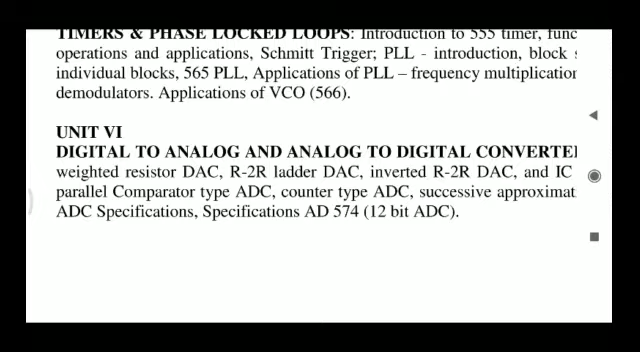 TIMERS & PHASE LOCKED LOOPS: Introduction to 555 timer, func
operations and applications, Schmitt Trigger; PLL - introduction, block
individual blocks, 565 PLL, Applications of PLL – frequency multiplication
demodulators. Applications of VCO (566).
UNIT VI
DIGITAL TO ANALOG AND ANALOG TO DIGITAL CONVERTE
weighted resistor DAC, R-2R ladder DAC, inverted R-2R DAC, and IC
parallel Comparator type ADC, counter type ADC, successive approximat
ADC Specifications, Specifications AD 574 (12 bit ADC).